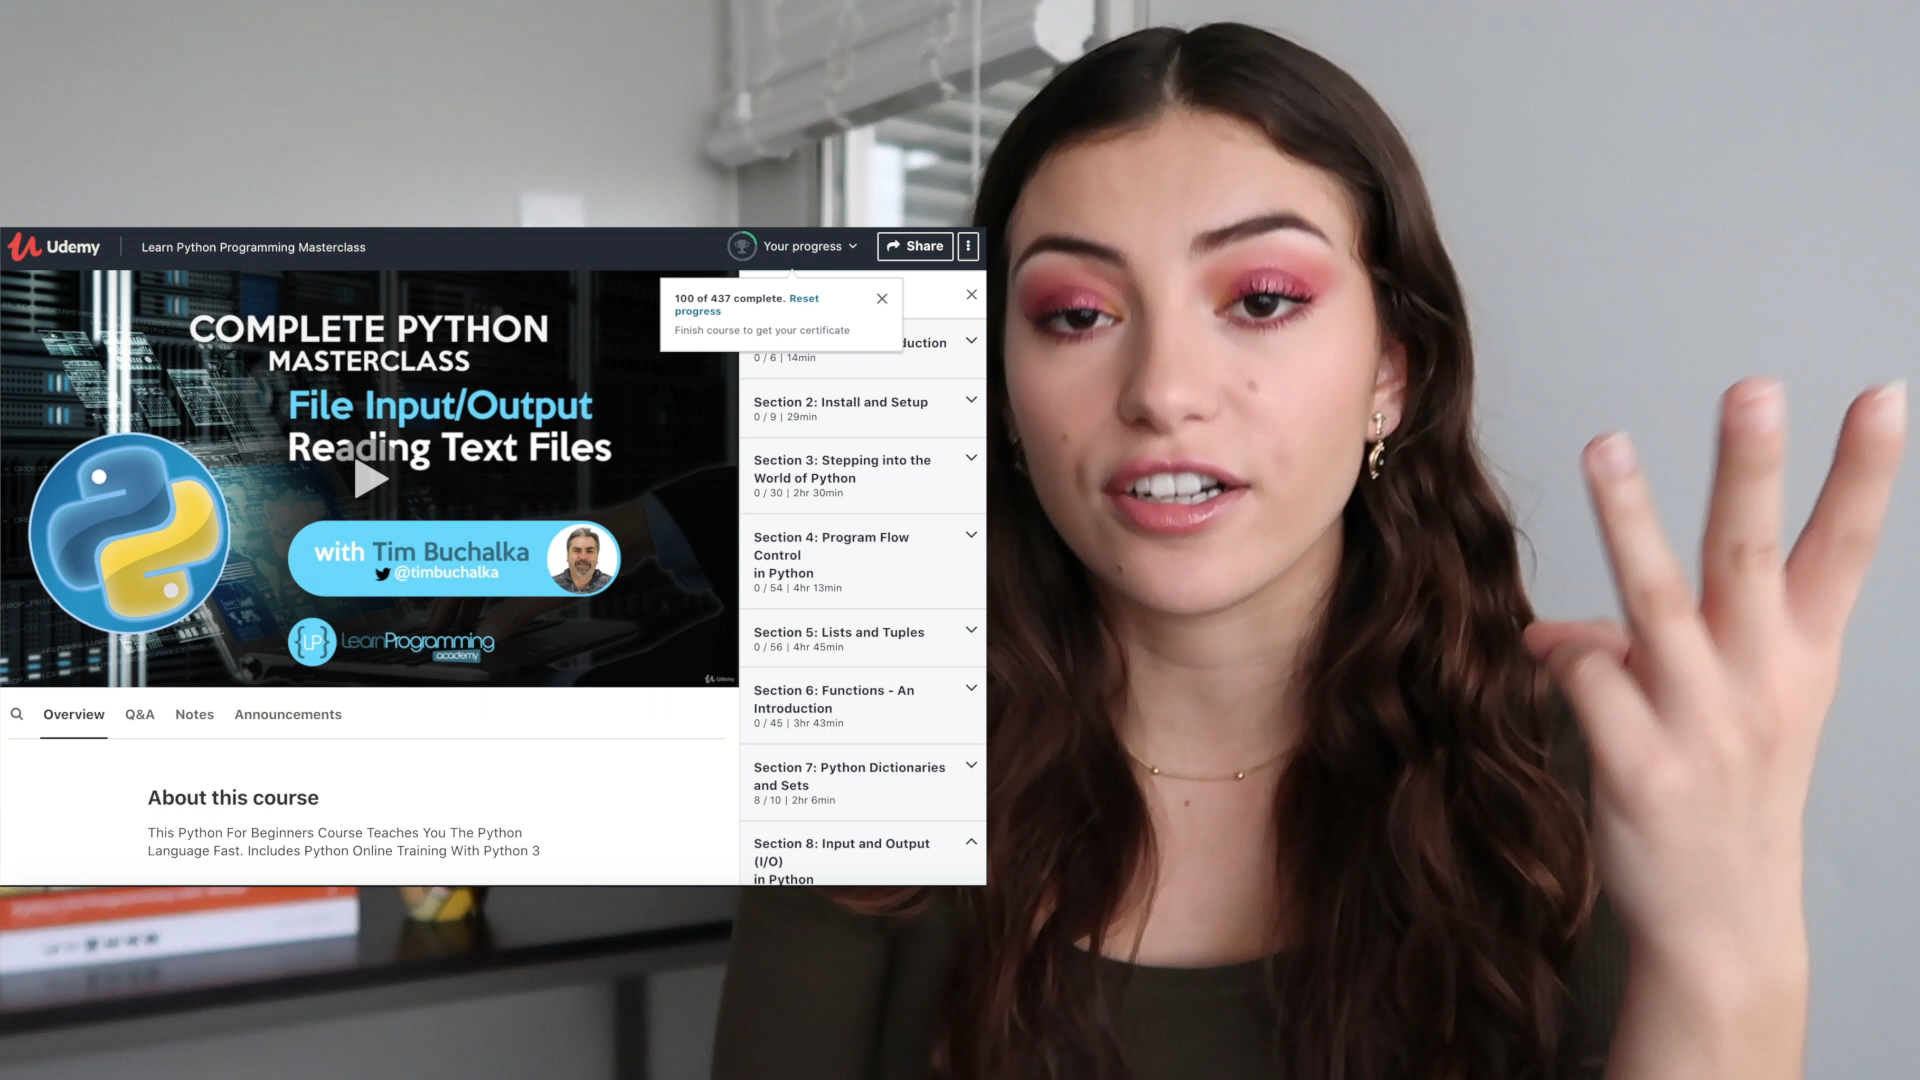 Udemy
Learn Python Programming Masterclass
Your progress
Share
100 of 437 complete. Reset
progress
Finish course to get your certificate
COMPLETE PYTHON
MASTERCLASS
File Input/Output
Reading Text Files
with Tim Buchalka
@timbuchalka
{LP}
LearnProgramming
academy
Udemy
Overview
Q&A
Notes
Announcements
About this course
This Python For Beginners Course Teaches You The Python
Language Fast. Includes Python Online Training With Python 3
duction
0 / 6 | 14min
Section 2: Install and Setup
0 / 9 | 29min
Section 3: Stepping into the
World of Python
0 / 30 | 2hr 30min
Section 4: Program Flow
Control
in Python
0 / 54 | 4hr 13min
Section 5: Lists and Tuples
0 / 56 | 4hr 45min
Section 6: Functions - An
Introduction
0 / 45 | 3hr 43min
Section 7: Python Dictionaries
and Sets
8 / 10 | 2hr 6min
Section 8: Input and Output
(I/O)
in Python